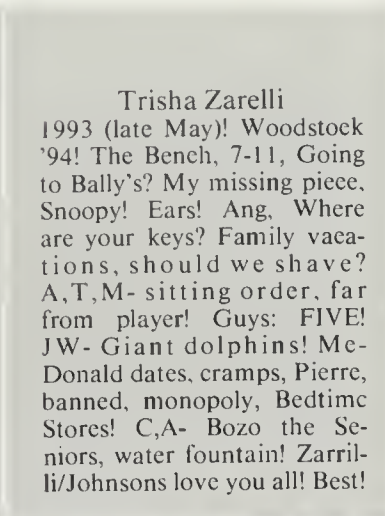 Trisha Zarelli
1993 (late May)! Woodstock
'94! The Bench, 7-11, Going
to Bally's? My missing piece,
Snoopy! Ears! Ang, Where
are your keys? Family vaca-
tions, should we shave?
A,T,M- sitting order, far
from player! Guys: FIVE!
JW- Giant dolphins! Mc-
Donald dates, cramps, Pierre,
banned, monopoly, Bedtime
Stores! C,A- Bozo the Se-
niors, water fountain! Zarril-
li/Johnsons love you all! Best!